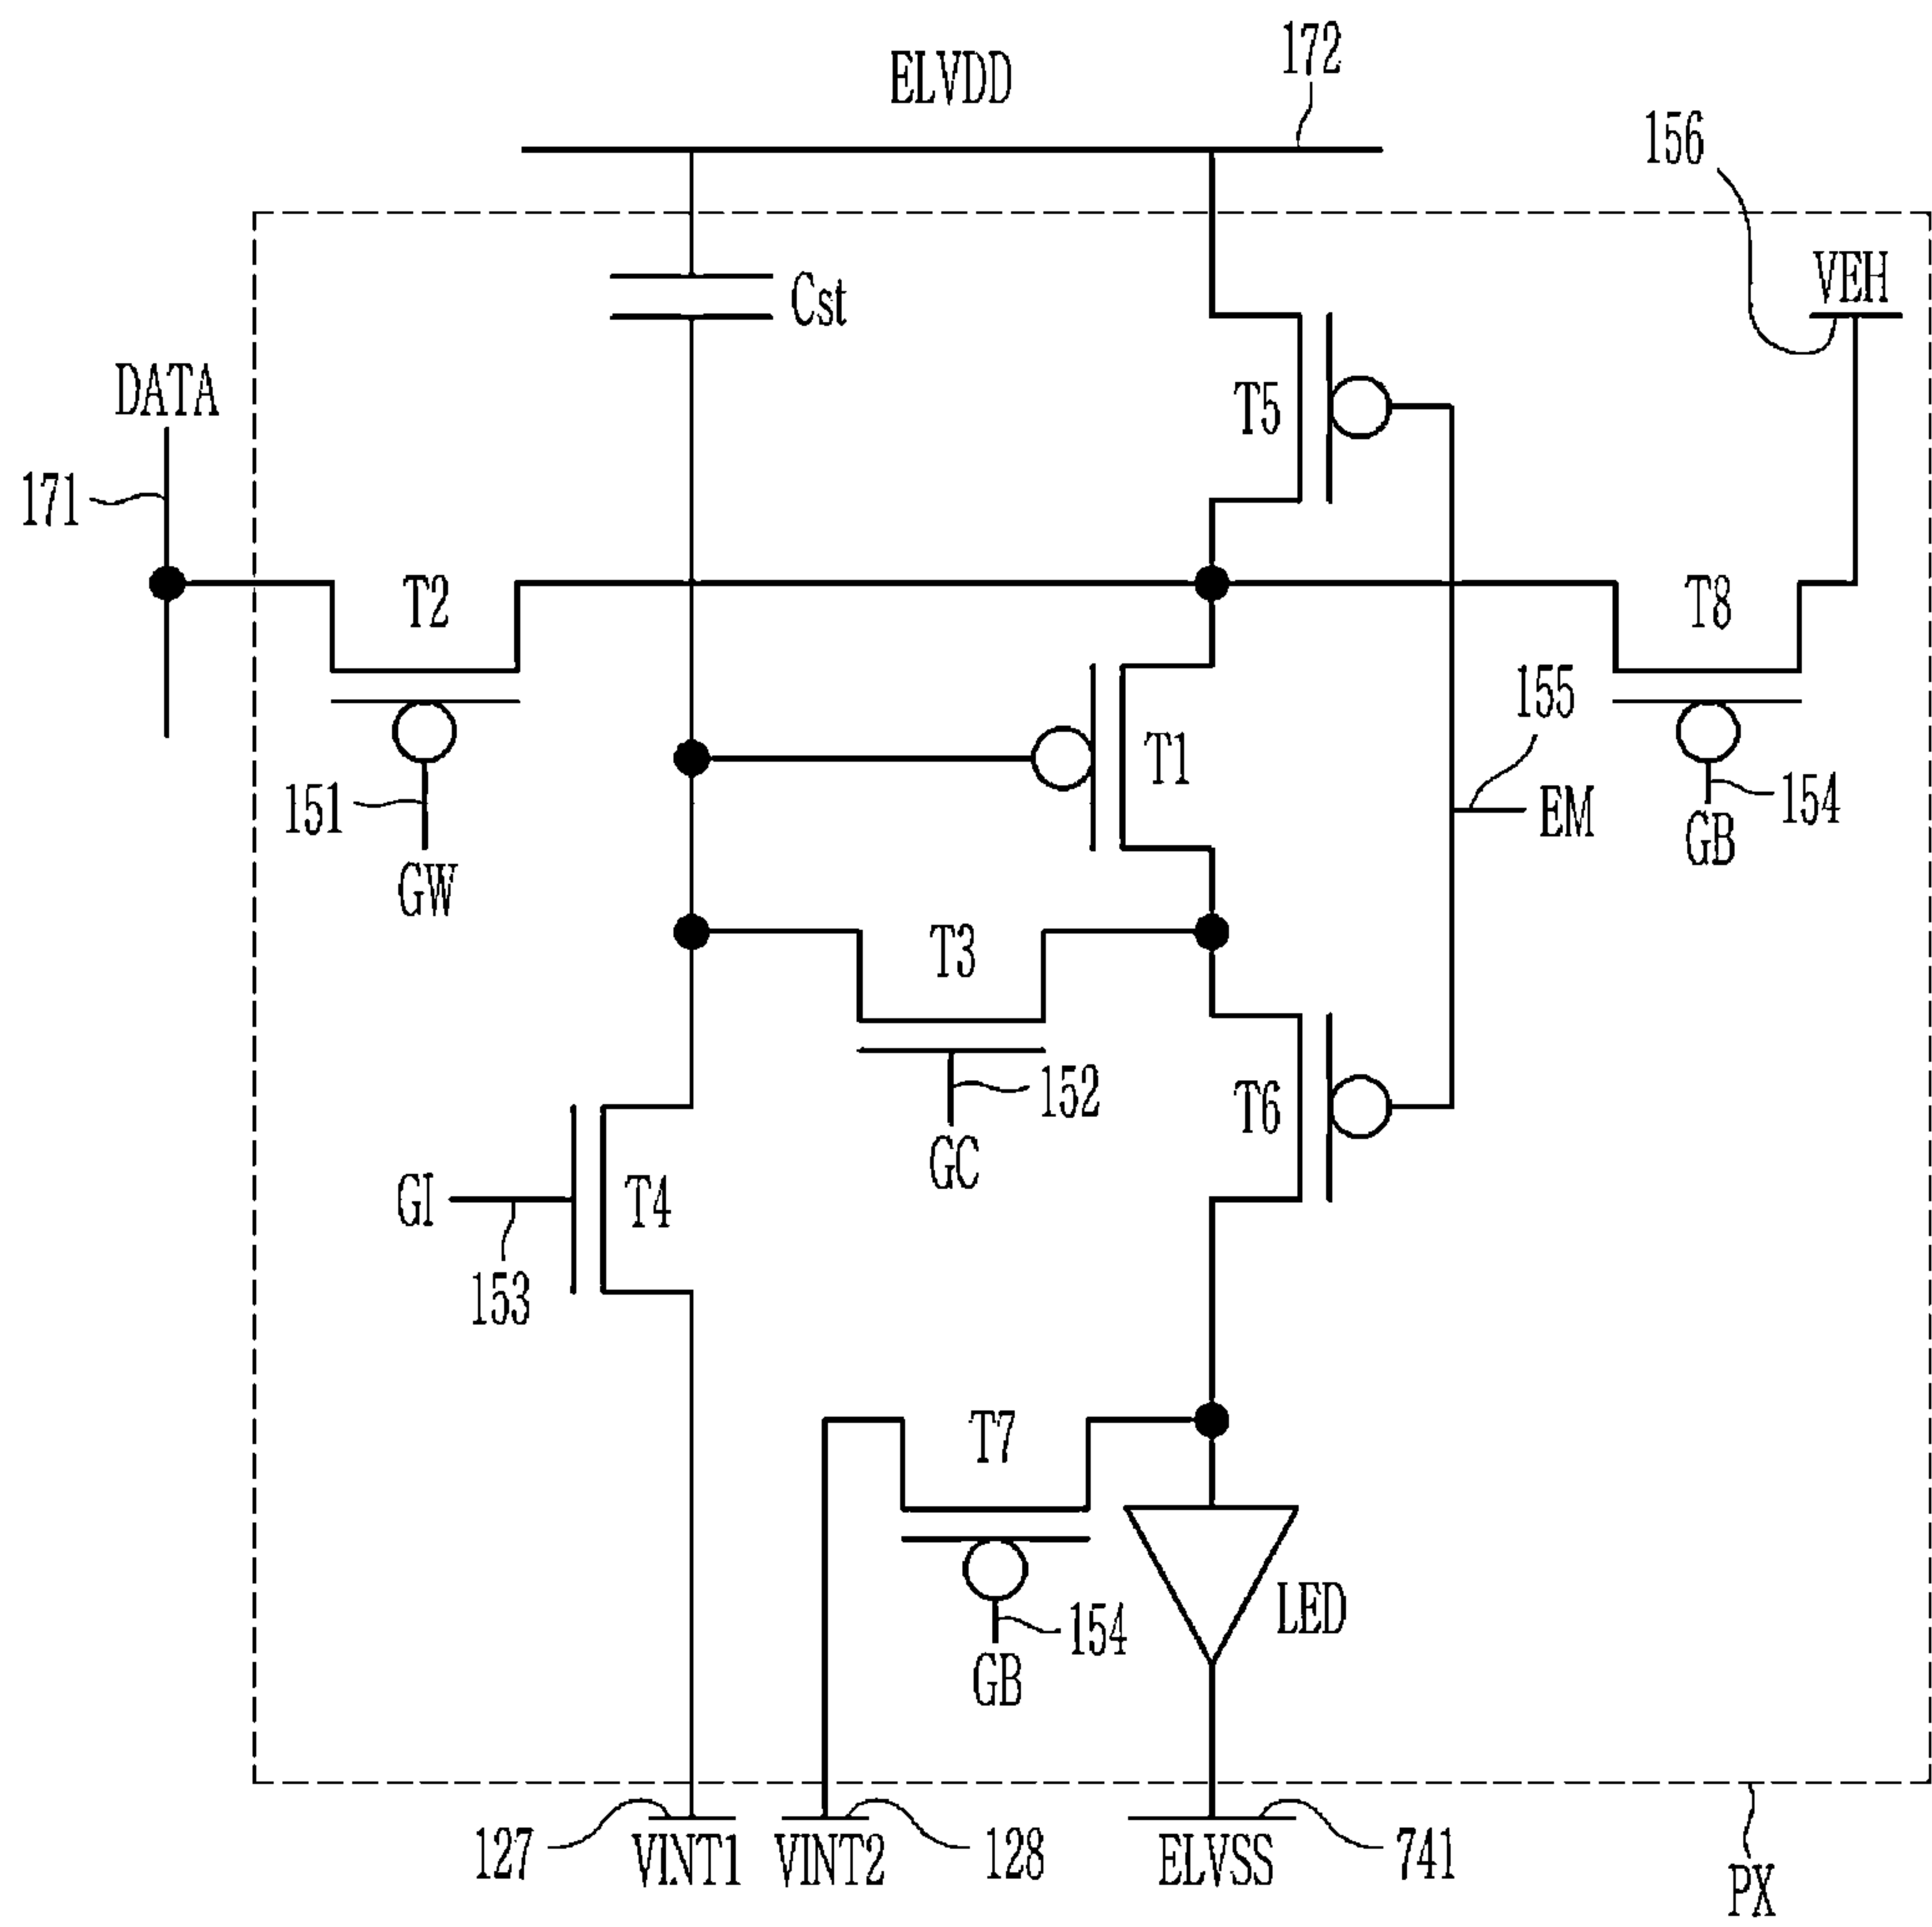 172
ELVDD
156
VEH
Cst
DATA
T5
171
T2
T8
155
T1
154
151
EM
GB
GW
T3
152
T6
GC
GI
T4
153
T7
LED
154
GB
127
VINT1
VINT2
128
ELVSS
741
PX